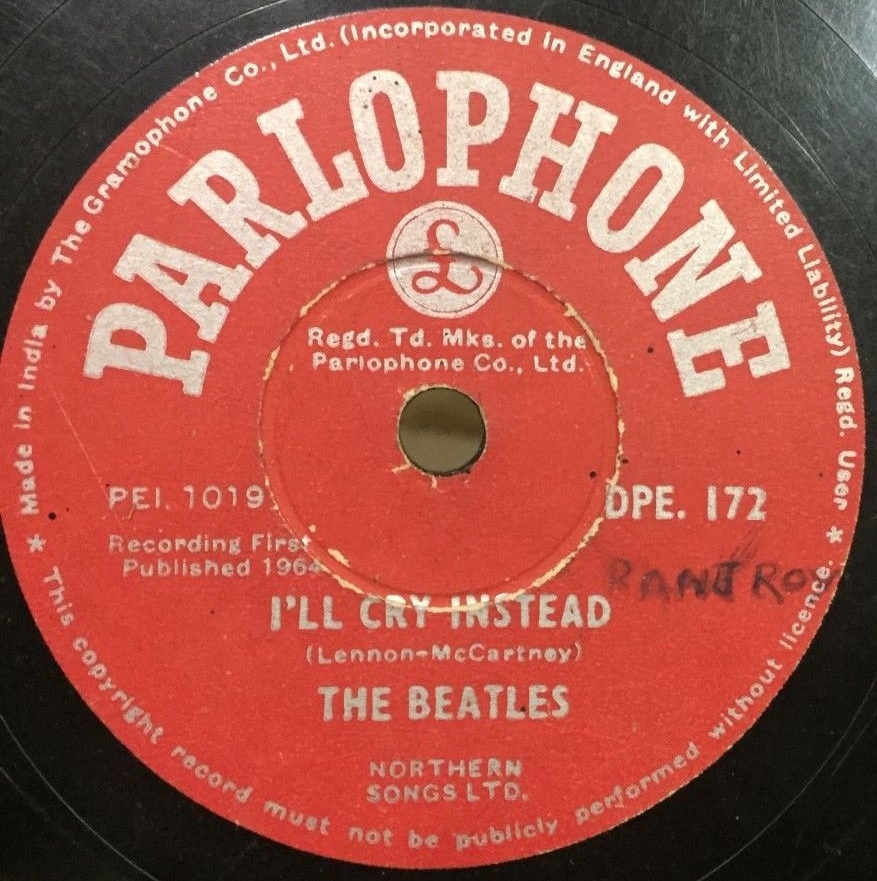 Made in India by The Gramophone Co., Ltd. (Incorporated in England with Limited Liability) Regd. User
PARLOPHONE
£
Regd. Td. Mks. of the
Parlophone Co., Ltd.
PEI. 1019
DPE. 172
Recording First
Published 1964
I'LL CRY INSTEAD
(Lennon-McCartney)
THE BEATLES
NORTHERN
SONGS LTD.
* This copyright record must not be publicly performed without licence. *